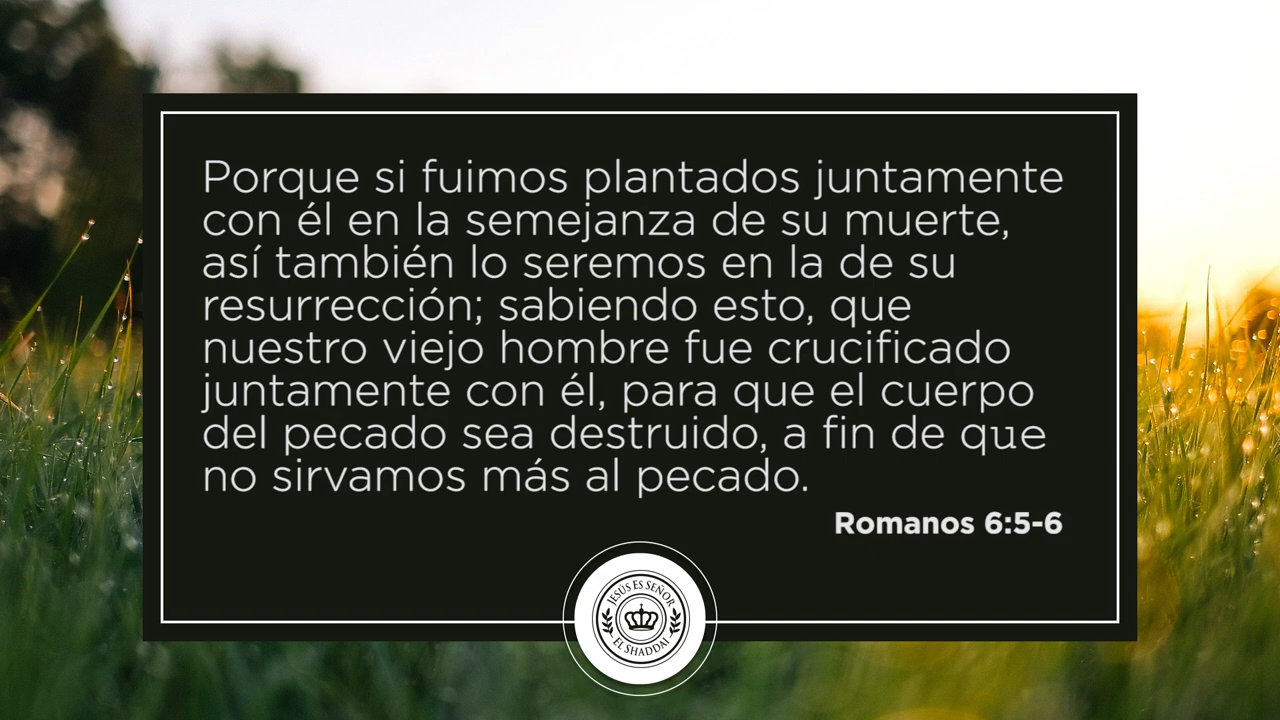 Porque si fuimos plantados juntamente
con él en la semejanza de su muerte,
así también lo seremos en la de su
resurrección; sabiendo esto, que
nuestro viejo hombre fue crucificado
juntamente con él, para que el cuerpo
del pecado sea destruido, a fin de que
no sirvamos más al pecado.
Romanos 6:5-6
JESÚS ES SEÑOR
EL SHADDAI